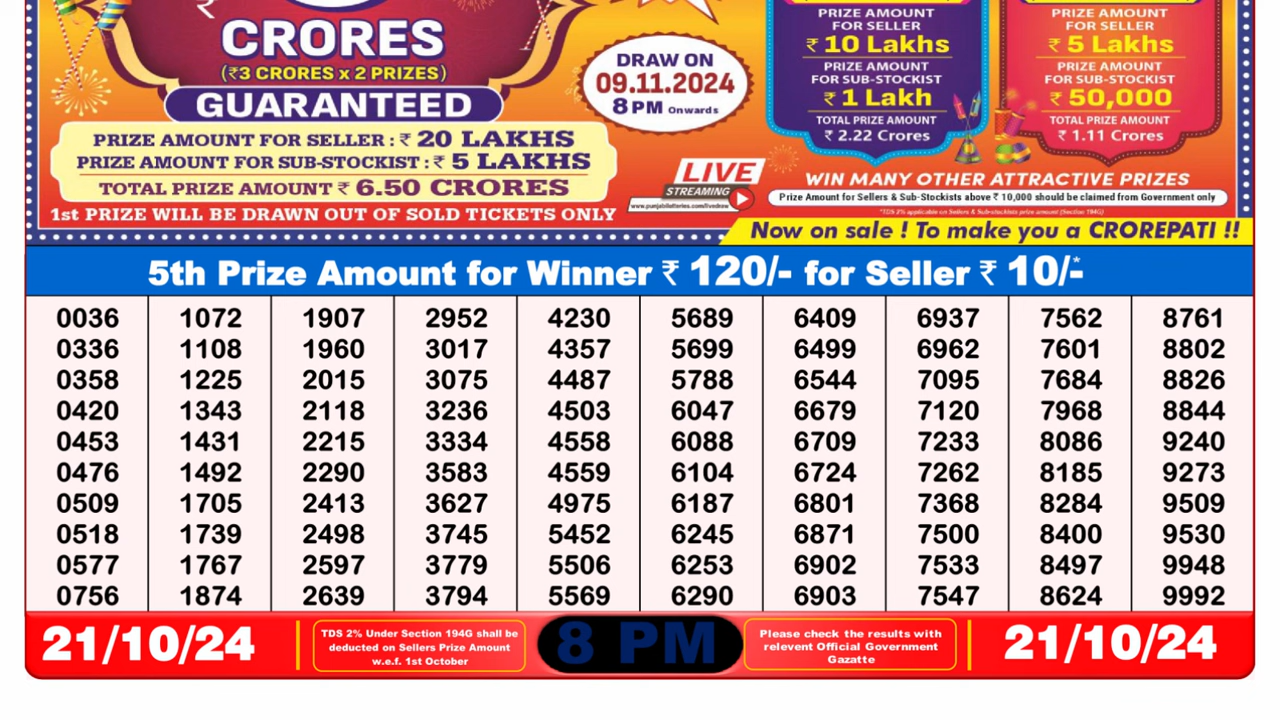 ₹
CRORES
(₹3 CRORES x 2 PRIZES)
GUARANTEED
PRIZE AMOUNT FOR SELLER : ₹ 20 LAKHS
PRIZE AMOUNT FOR SUB-STOCKIST : ₹ 5 LAKHS
TOTAL PRIZE AMOUNT ₹ 6.50 CRORES
1st PRIZE WILL BE DRAWN OUT OF SOLD TICKETS ONLY
DRAW ON
09.11.2024
8 PM Onwards
LIVE
STREAMING
PRIZE AMOUNT
FOR SELLER
₹ 10 Lakhs
PRIZE AMOUNT
FOR SUB-STOCKIST
₹ 1 Lakh
TOTAL PRIZE AMOUNT
₹ 2.22 Crores
PRIZE AMOUNT
FOR SELLER
₹ 5 Lakhs
PRIZE AMOUNT
FOR SUB-STOCKIST
₹ 50,000
TOTAL PRIZE AMOUNT
₹ 1.11 Crores
WIN MANY OTHER ATTRACTIVE PRIZES
Prize Amount for Sellers & Sub-Stockists above ₹ 10,000 should be claimed from Government only
*TDS 2% applicable on Sellers & Sub-stockists prize amount (Section 194G)
Now on sale ! To make you a CROREPATI !!
5th Prize Amount for Winner ₹ 120/- for Seller ₹ 10/-*
0036 1072 1907 2952 4230 5689 6409 6937 7562 8761
0336 1108 1960 3017 4357 5699 6499 6962 7601 8802
0358 1225 2015 3075 4487 5788 6544 7095 7684 8826
0420 1343 2118 3236 4503 6047 6679 7120 7968 8844
0453 1431 2215 3334 4558 6088 6709 7233 8086 9240
0476 1492 2290 3583 4559 6104 6724 7262 8185 9273
0509 1705 2413 3627 4975 6187 6801 7368 8284 9509
0518 1739 2498 3745 5452 6245 6871 7500 8400 9530
0577 1767 2597 3779 5506 6253 6902 7533 8497 9948
0756 1874 2639 3794 5569 6290 6903 7547 8624 9992
21/10/24
TDS 2% Under Section 194G shall be
deducted on Sellers Prize Amount
w.e.f. 1st October
8 PM
Please check the results with
relevent Official Government
Gazatte
21/10/24